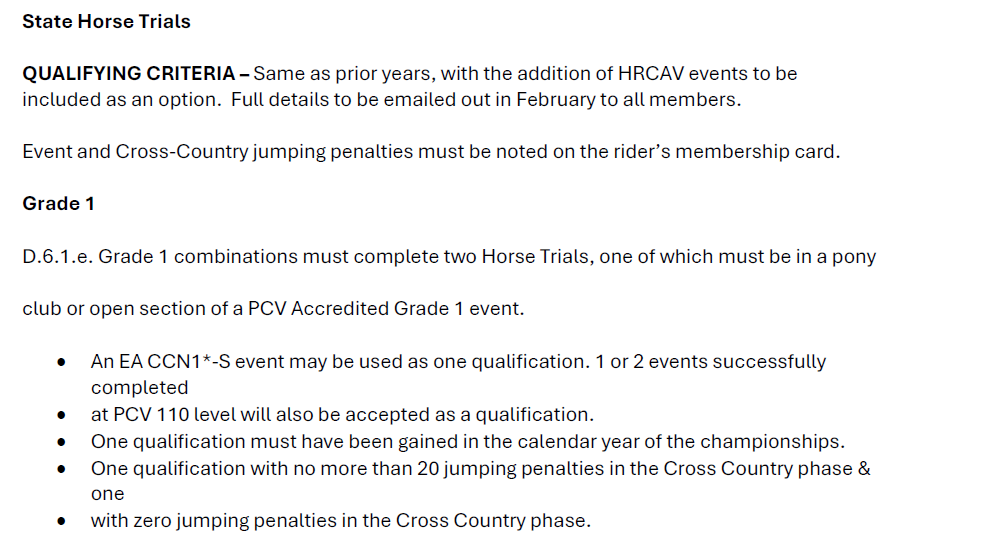 State Horse Trials
QUALIFYING CRITERIA – Same as prior years, with the addition of HRCAV events to be
included as an option.  Full details to be emailed out in February to all members.
Event and Cross-Country jumping penalties must be noted on the rider’s membership card.
Grade 1
D.6.1.e. Grade 1 combinations must complete two Horse Trials, one of which must be in a pony
club or open section of a PCV Accredited Grade 1 event.
• An EA CCN1*-S event may be used as one qualification. 1 or 2 events successfully
completed
• at PCV 110 level will also be accepted as a qualification.
• One qualification must have been gained in the calendar year of the championships.
• One qualification with no more than 20 jumping penalties in the Cross Country phase &
one
• with zero jumping penalties in the Cross Country phase.